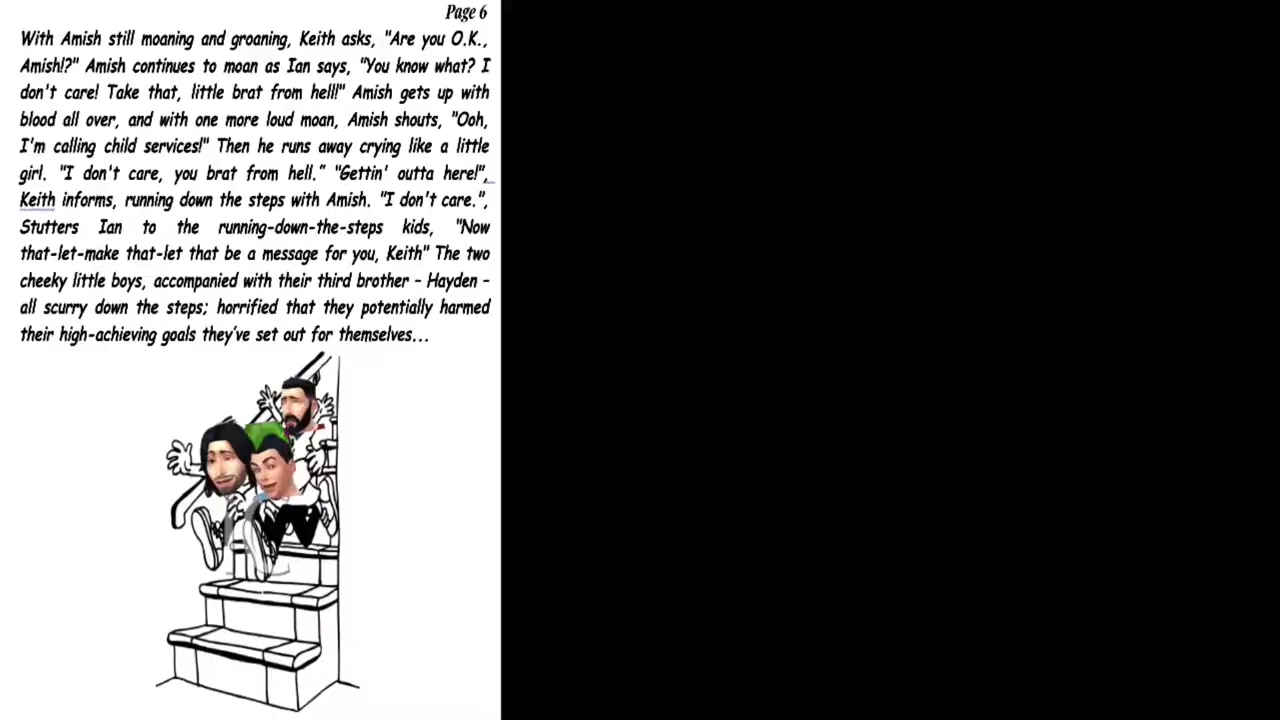 Page 6
With Amish still moaning and groaning, Keith asks, "Are you O.K.,
Amish!?" Amish continues to moan as Ian says, "You know what? I
don't care! Take that, little brat from hell!" Amish gets up with
blood all over, and with one more loud moan, Amish shouts, "Ooh,
I'm calling child services!" Then he runs away crying like a little
girl. "I don't care, you brat from hell." "Gettin' outta here!",
Keith informs, running down the steps with Amish. "I don't care.",
Stutters Ian to the running-down-the-steps kids, "Now
that-let-make that-let that be a message for you, Keith" The two
cheeky little boys, accompanied with their third brother – Hayden –
all scurry down the steps; horrified that they potentially harmed
their high-achieving goals they've set out for themselves...